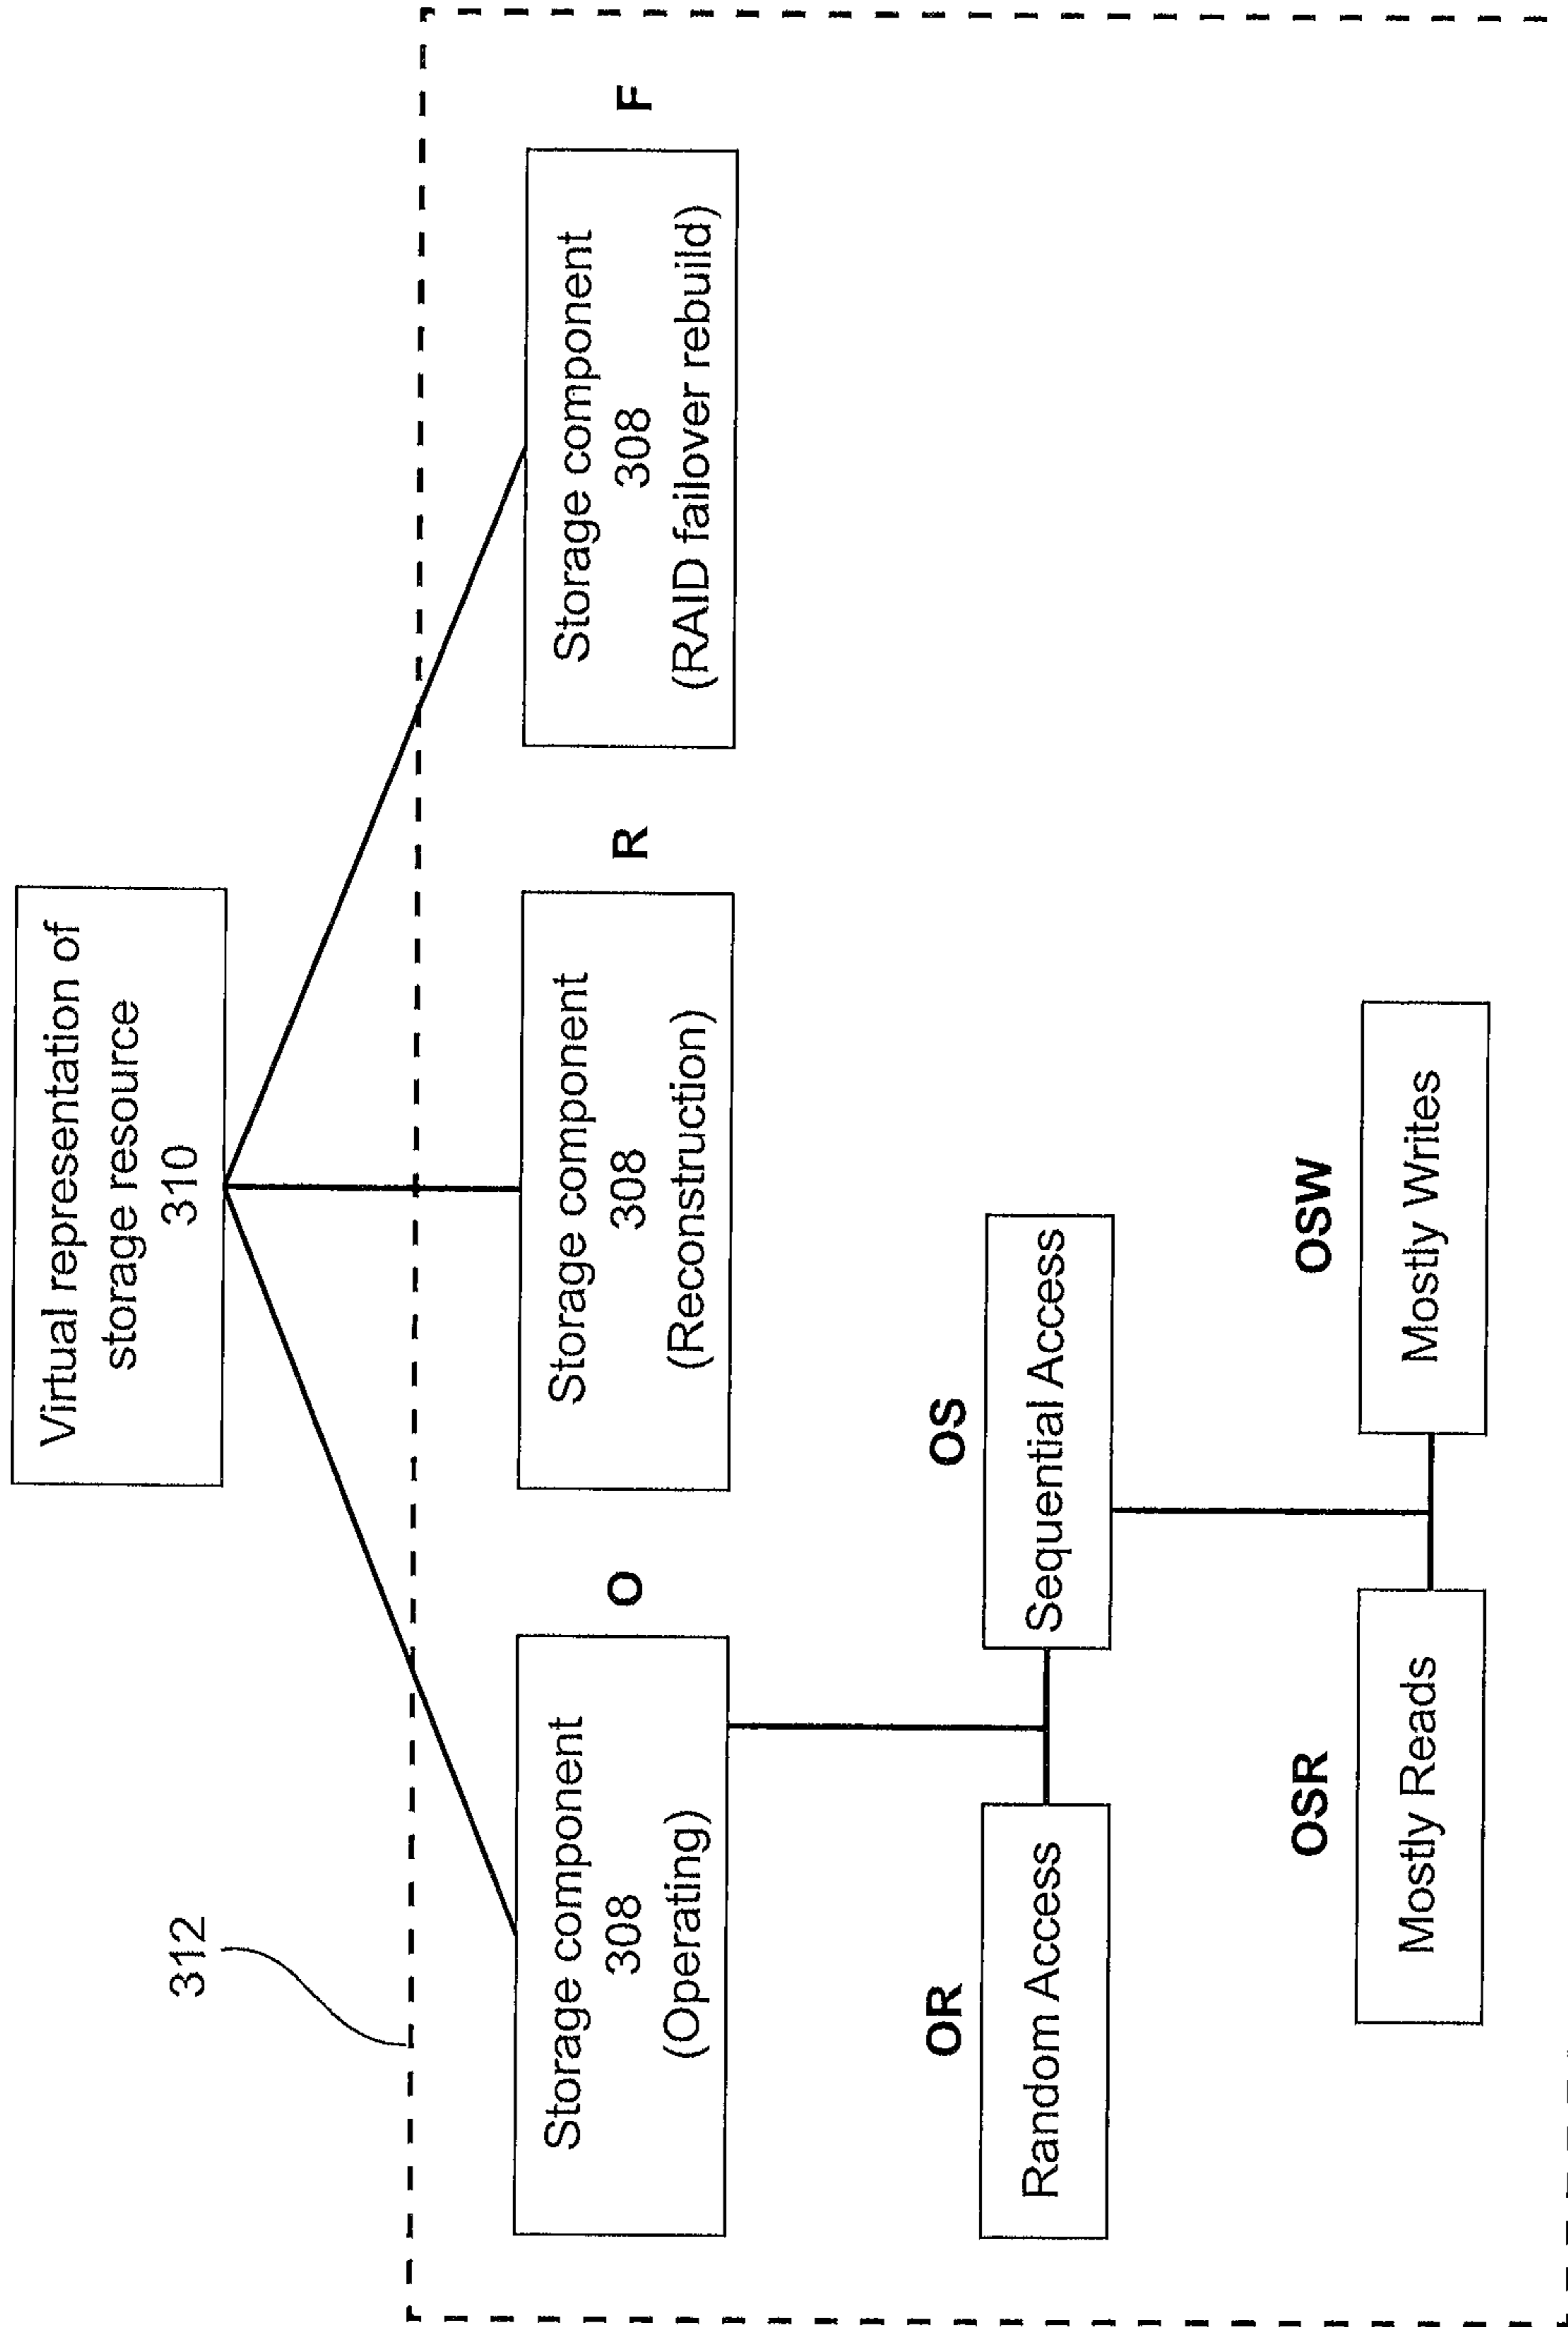 Virtual representation of
storage resource
310
312
Storage component
308
(Operating)
O
Storage component
308
(Reconstruction)
R
Storage component
308
(RAID failover rebuild)
F
OR
Random Access
OS
Sequential Access
OSR
Mostly Reads
OSW
Mostly Writes